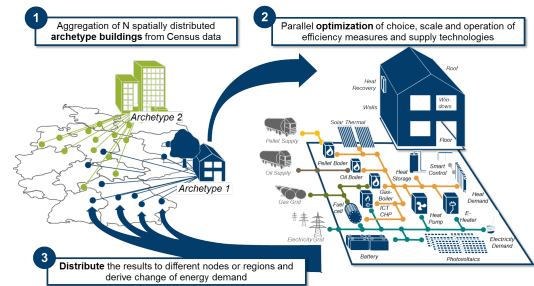 1
Aggregation of N spatially distributed
archetype buildings from Census data
2
Parallel optimization of choice, scale and operation of
efficiency measures and supply technologies
Archetype 2
Archetype 1
Roof
Heat
Recovery
Walls
Win-
dows
Floor
Solar Thermal
Pellet Supply
Pellet Boiler
Oil Supply
Oil Boiler
Gas Grid
Gas-
Boiler
Fuel
cell
ICT
CHP
Heat
Storage
Smart
Control
Heat
Demand
Heat
Pump
E-
Heater
Electricity Grid
Electricity
Demand
Battery
Photovoltaics
3
Distribute the results to different nodes or regions and
derive change of energy demand